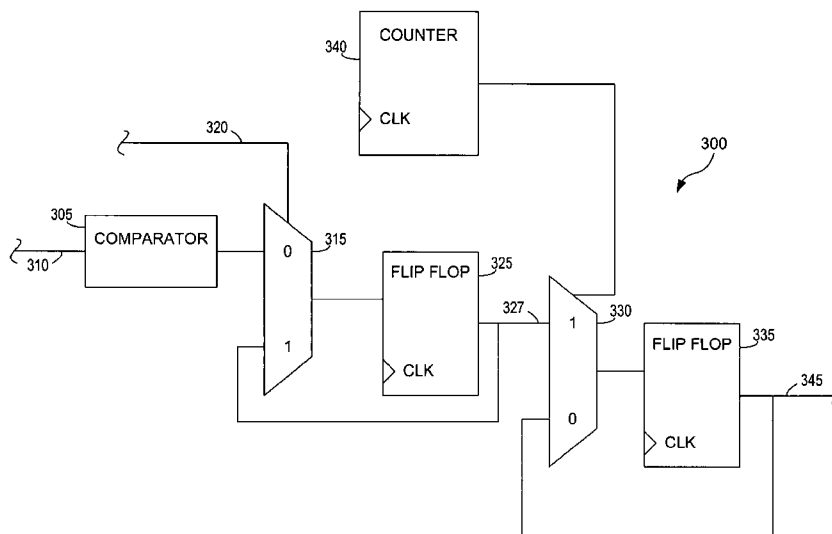 COUNTER
340
CLK
320
300
305
COMPARATOR
310
0
315
1
FLIP FLOP
325
CLK
327
1
330
0
FLIP FLOP
335
CLK
345